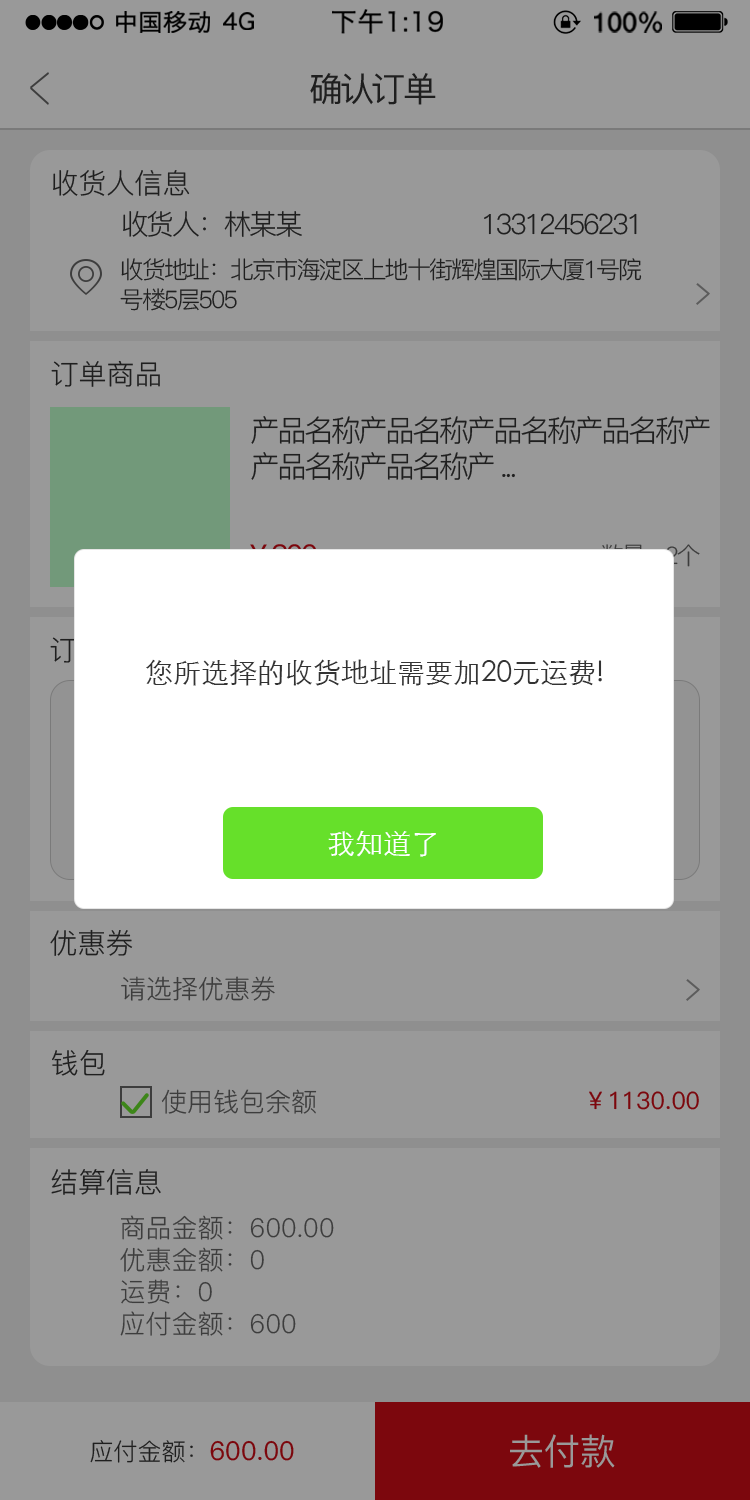 中国移动 4G 下午1:19 100%
确认订单
收货人信息
收货人：林某某 13312456231
收货地址：北京市海淀区上地十街辉煌国际大厦1号院
号楼5层505
订单商品
产品名称产品名称产品名称产品名称产
产品名称产品名称产 ...
2个
订
您所选择的收货地址需要加20元运费!
我知道了
优惠券
请选择优惠券
钱包
使用钱包余额 ¥1130.00
结算信息
商品金额：600.00
优惠金额：0
运费：0
应付金额：600
应付金额：600.00 去付款